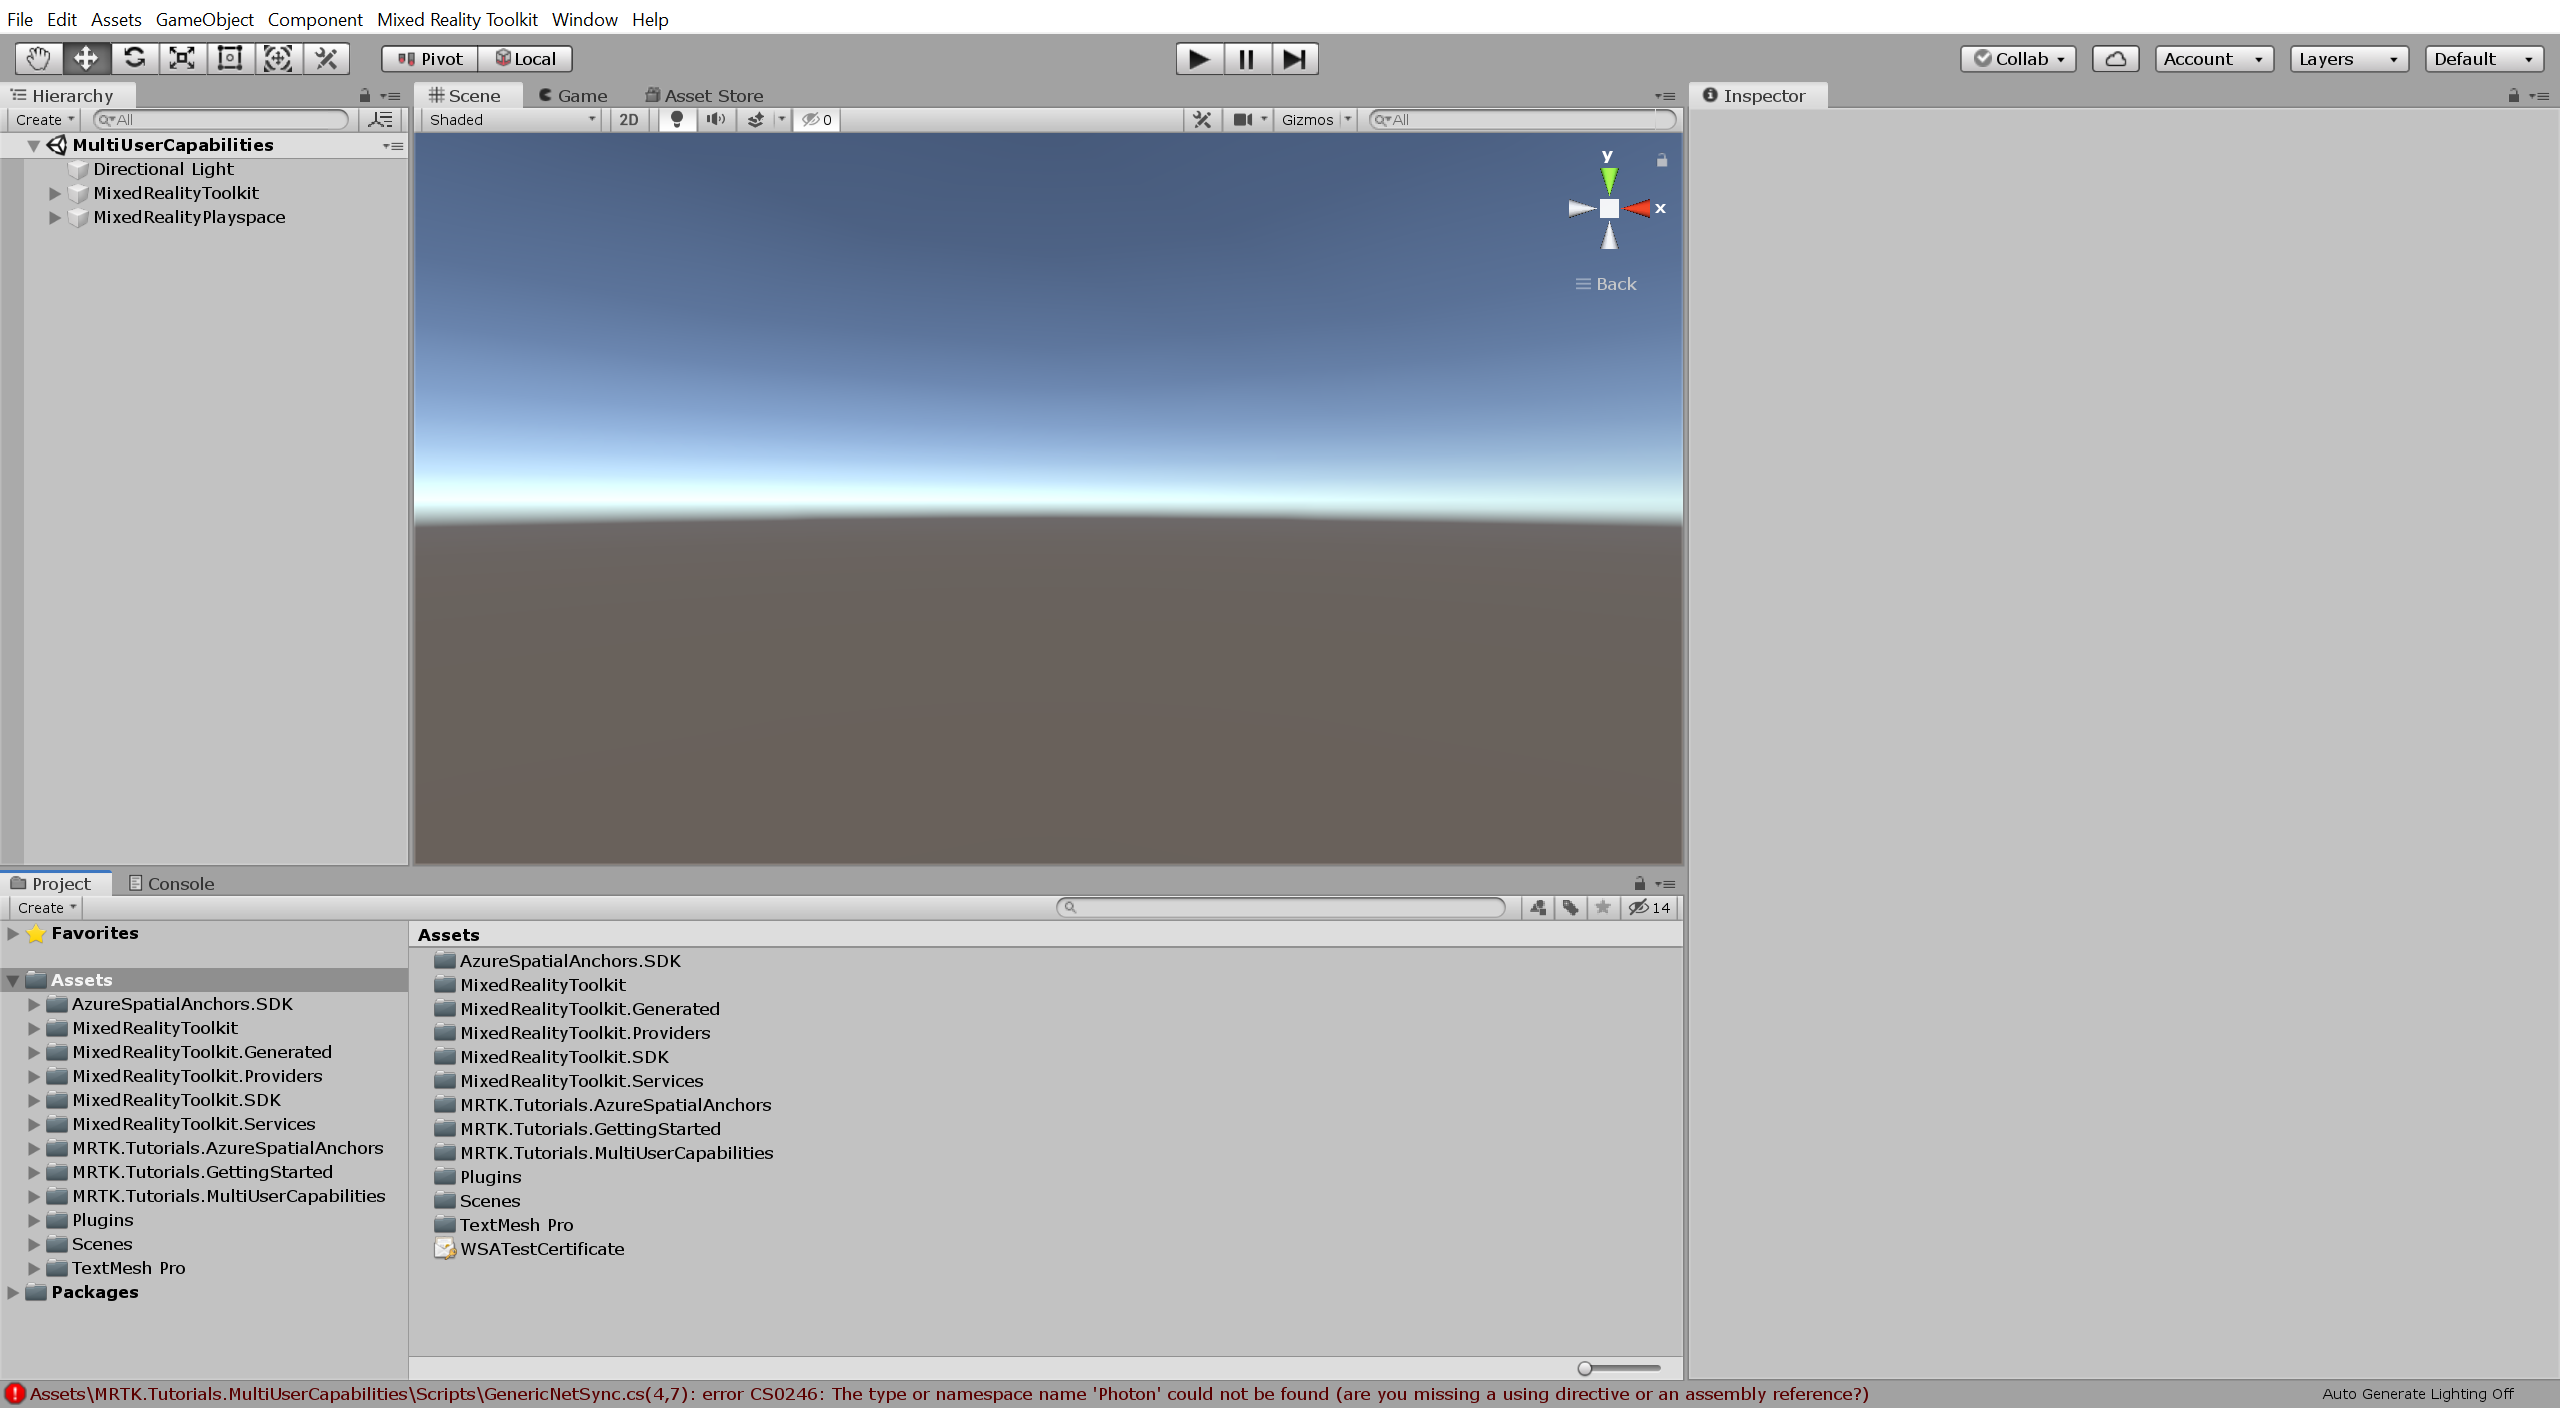 File Edit Assets GameObject Component Mixed Reality Toolkit Window Help
Pivot Local Collab Account Layers Default
Hierarchy
Create All
MultiUserCapabilities
Directional Light
MixedRealityToolkit
MixedRealityPlayspace
Scene Game Asset Store
Shaded 2D 0 Gizmos All
y
x
Back
Inspector
Project Console
Create 14
Favorites
Assets
AzureSpatialAnchors.SDK
MixedRealityToolkit
MixedRealityToolkit.Generated
MixedRealityToolkit.Providers
MixedRealityToolkit.SDK
MixedRealityToolkit.Services
MRTK.Tutorials.AzureSpatialAnchors
MRTK.Tutorials.GettingStarted
MRTK.Tutorials.MultiUserCapabilities
Plugins
Scenes
TextMesh Pro
Packages
Assets
AzureSpatialAnchors.SDK
MixedRealityToolkit
MixedRealityToolkit.Generated
MixedRealityToolkit.Providers
MixedRealityToolkit.SDK
MixedRealityToolkit.Services
MRTK.Tutorials.AzureSpatialAnchors
MRTK.Tutorials.GettingStarted
MRTK.Tutorials.MultiUserCapabilities
Plugins
Scenes
TextMesh Pro
WSATestCertificate
Assets\MRTK.Tutorials.MultiUserCapabilities\Scripts\GenericNetSync.cs(4,7): error CS0246: The type or namespace name 'Photon' could not be found (are you missing a using directive or an assembly reference?)
Auto Generate Lighting Off